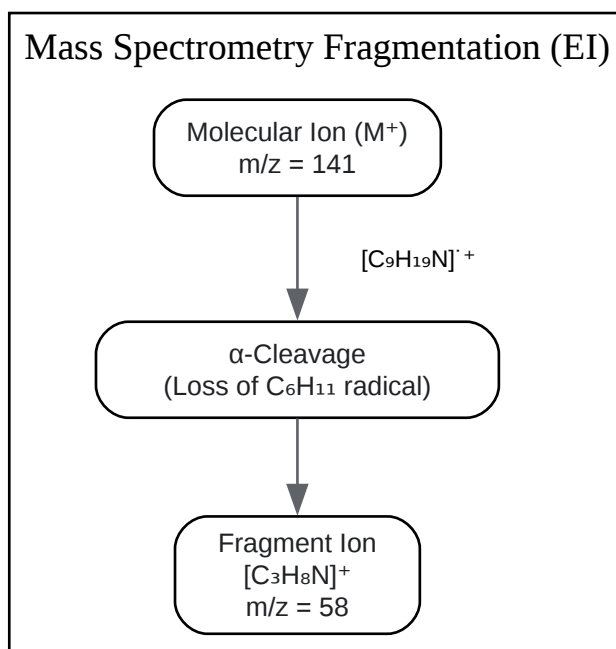 Mass Spectrometry Fragmentation (EI)
Molecular Ion (M⁺)
m/z = 141
[C₉H₁₉N]˙⁺
α-Cleavage
(Loss of C₆H₁₁ radical)
Fragment Ion
[C₃H₈N]⁺
m/z = 58